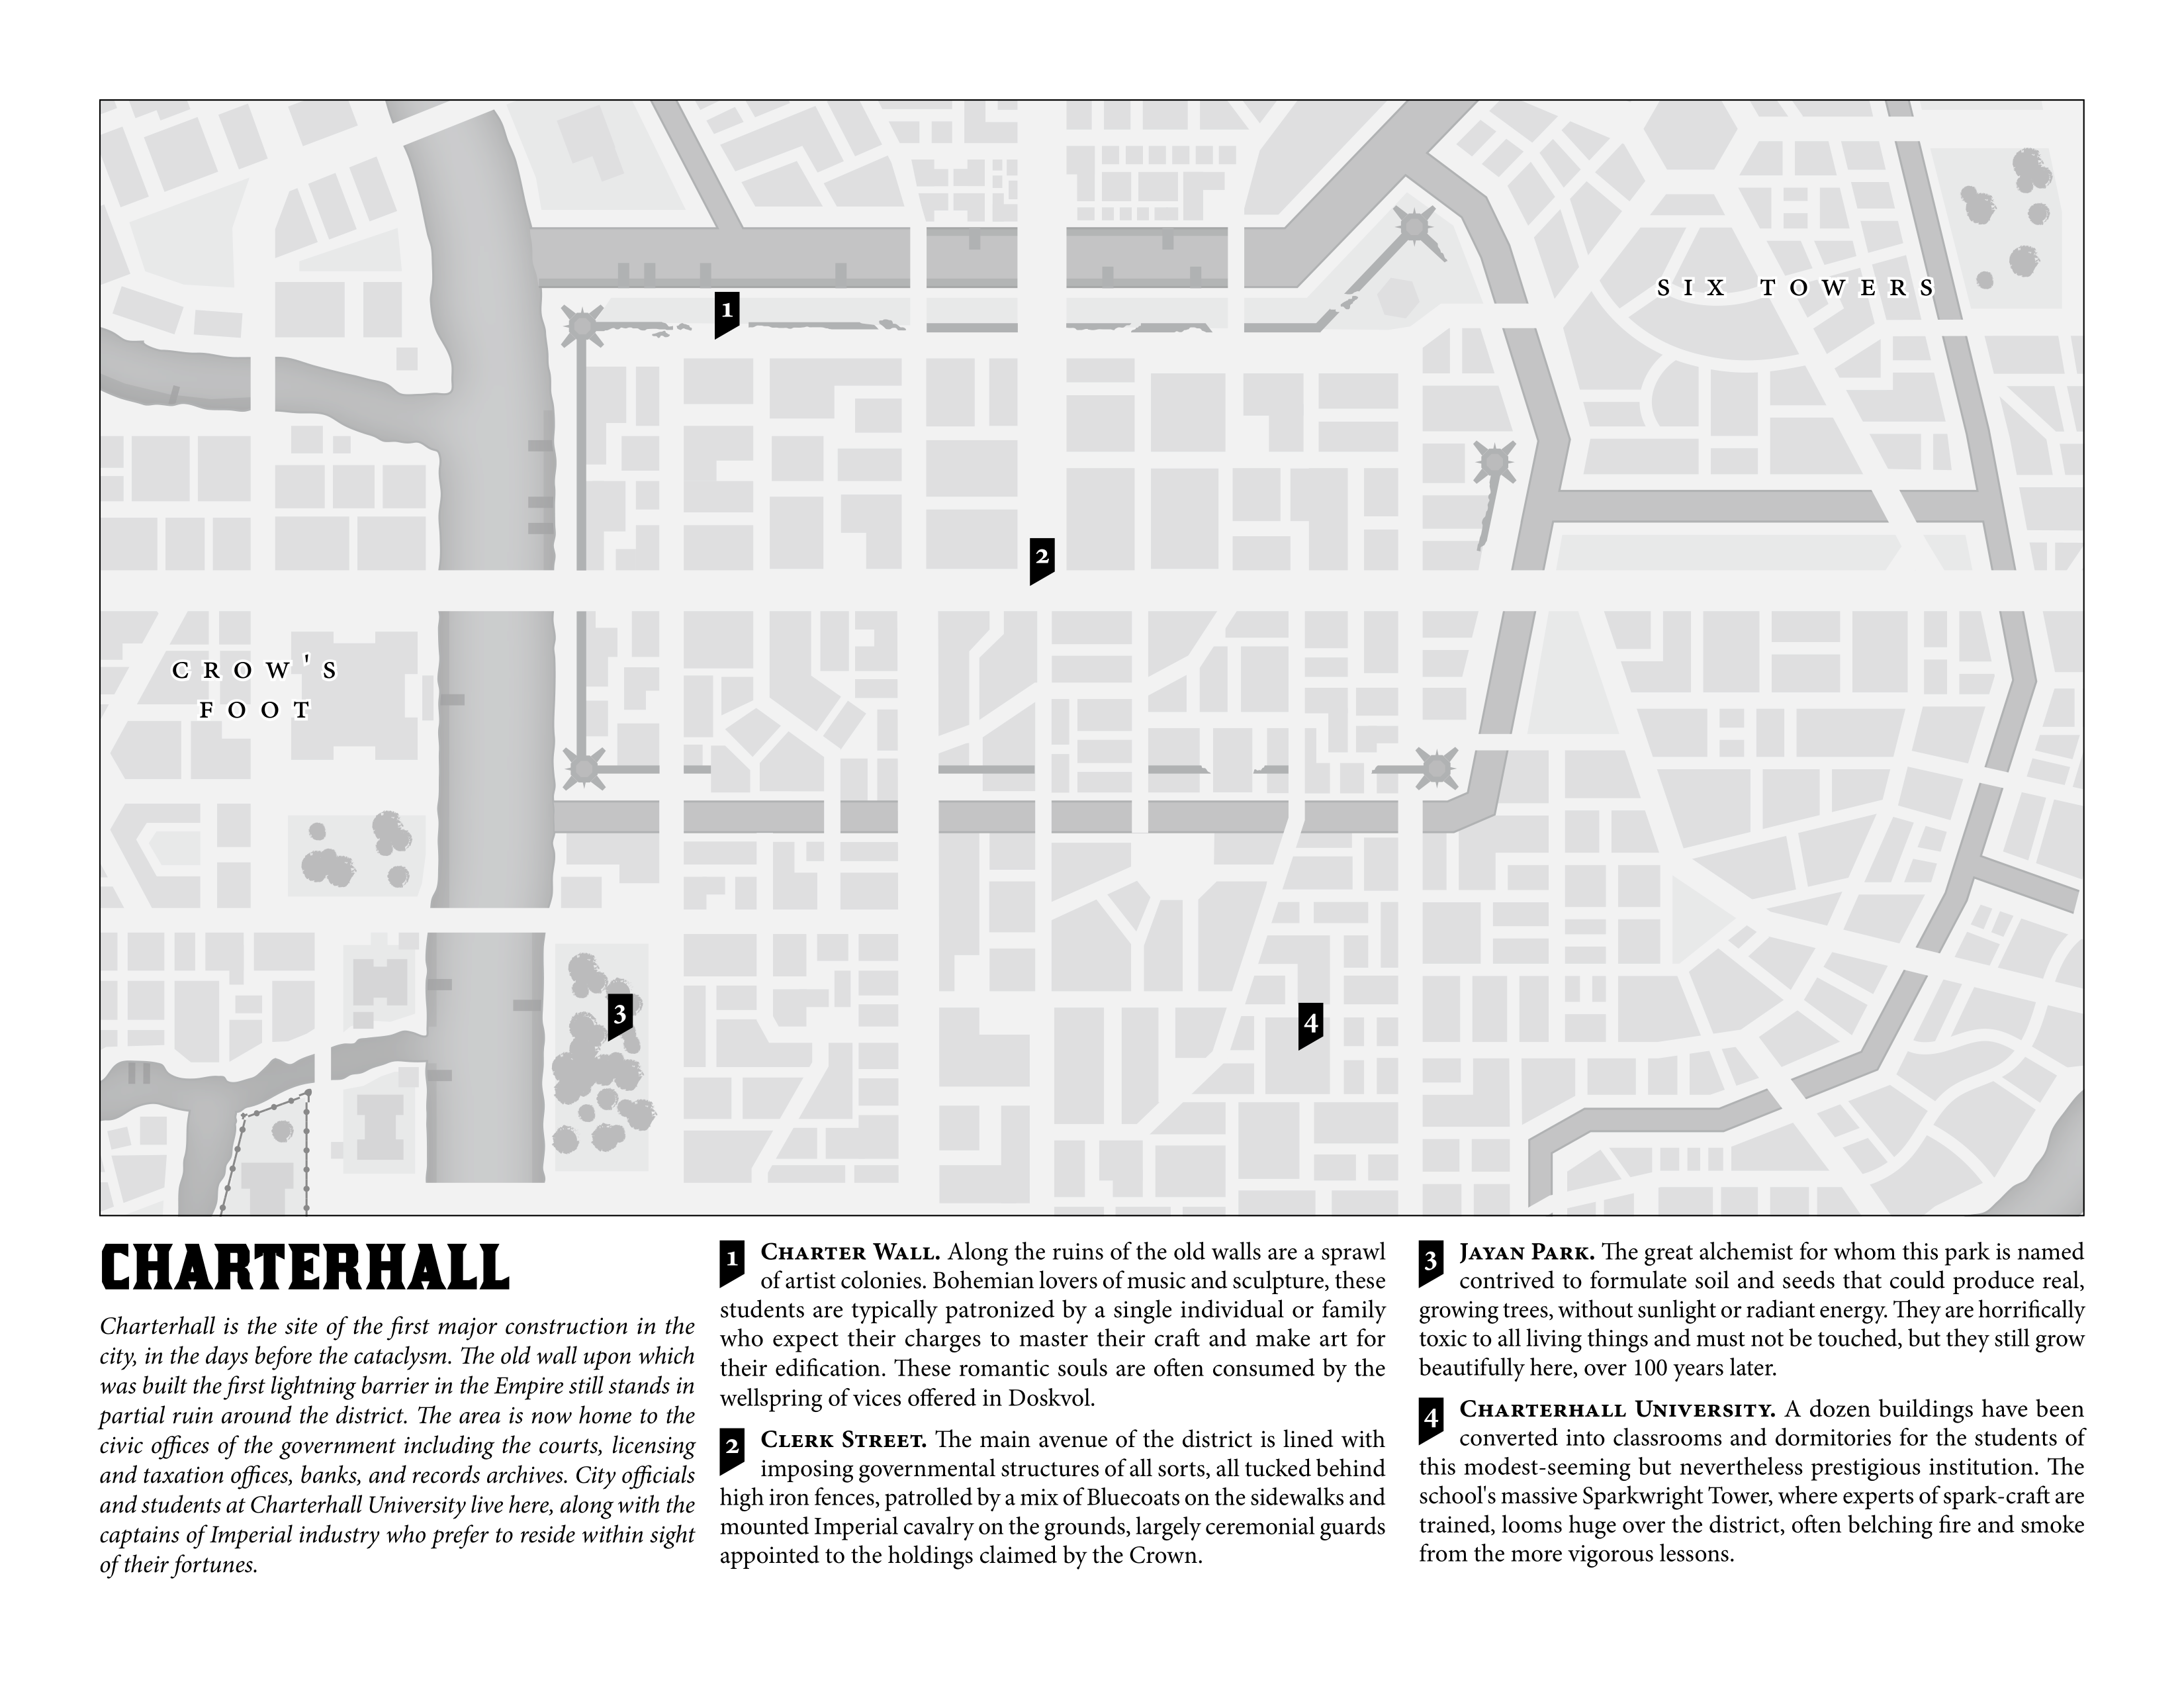 SIX TOWERS
1
2
CROW'S
FOOT
3
4
CHARTERHALL
Charterhall is the site of the first major construction in the
city, in the days before the cataclysm. The old wall upon which
was built the first lightning barrier in the Empire still stands in
partial ruin around the district. The area is now home to the
civic offices of the government including the courts, licensing
and taxation offices, banks, and records archives. City officials
and students at Charterhall University live here, along with the
captains of Imperial industry who prefer to reside within sight
of their fortunes.
1 Charter Wall. Along the ruins of the old walls are a sprawl
of artist colonies. Bohemian lovers of music and sculpture, these
students are typically patronized by a single individual or family
who expect their charges to master their craft and make art for
their edification. These romantic souls are often consumed by the
wellspring of vices offered in Doskvol.
2 Clerk Street. The main avenue of the district is lined with
imposing governmental structures of all sorts, all tucked behind
high iron fences, patrolled by a mix of Bluecoats on the sidewalks and
mounted Imperial cavalry on the grounds, largely ceremonial guards
appointed to the holdings claimed by the Crown.
3 Jayan Park. The great alchemist for whom this park is named
contrived to formulate soil and seeds that could produce real,
growing trees, without sunlight or radiant energy. They are horrifically
toxic to all living things and must not be touched, but they still grow
beautifully here, over 100 years later.
4 Charterhall University. A dozen buildings have been
converted into classrooms and dormitories for the students of
this modest-seeming but nevertheless prestigious institution. The
school's massive Sparkwright Tower, where experts of spark-craft are
trained, looms huge over the district, often belching fire and smoke
from the more vigorous lessons.